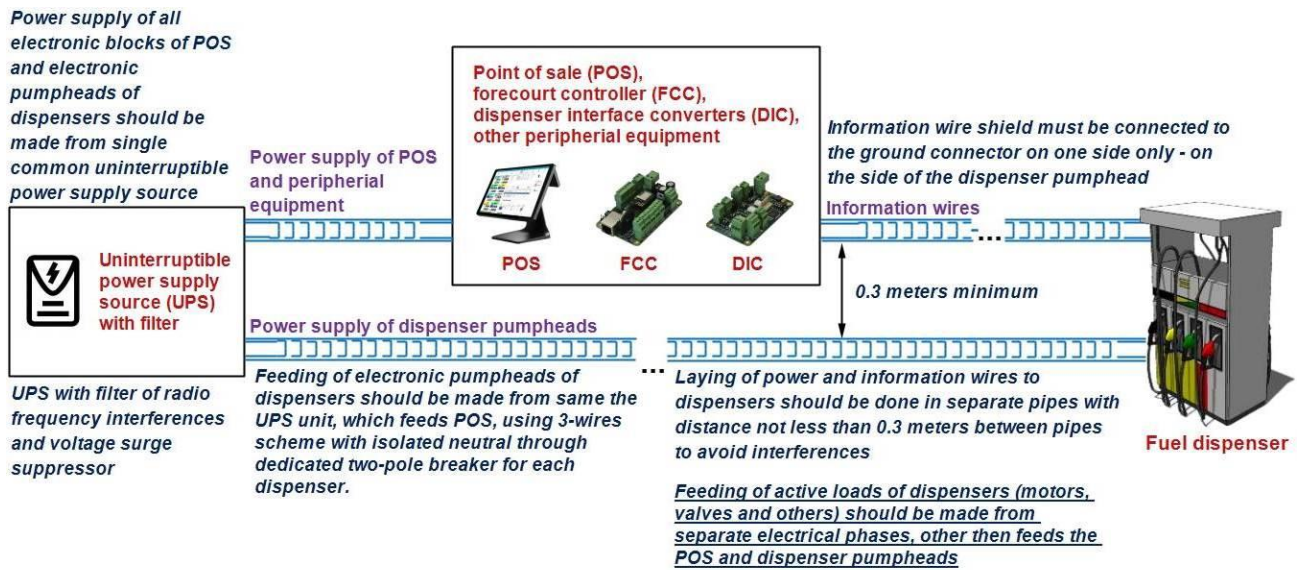 Power supply of all
electronic blocks of POS
and electronic
pumpheads of
dispensers should be
made from single
common uninterruptible
power supply source
Uninterruptible
power supply
source (UPS)
with filter
UPS with filter of radio
frequency interferences
and voltage surge
suppressor
Power supply of POS
and peripherial
equipment
Point of sale (POS),
forecourt controller (FCC),
dispenser interface converters (DIC),
other peripherial equipment
POS
FCC
DIC
Information wire shield must be connected to
the ground connector on one side only - on
the side of the dispenser pumphead
Information wires
...
0.3 meters minimum
Power supply of dispenser pumpheads
...
Feeding of electronic pumpheads of
dispensers should be made from same the
UPS unit, which feeds POS, using 3-wires
scheme with isolated neutral through
dedicated two-pole breaker for each
dispenser.
Laying of power and information wires to
dispensers should be done in separate pipes with
distance not less than 0.3 meters between pipes
to avoid interferences
Feeding of active loads of dispensers (motors,
valves and others) should be made from
separate electrical phases, other then feeds the
POS and dispenser pumpheads
Fuel dispenser